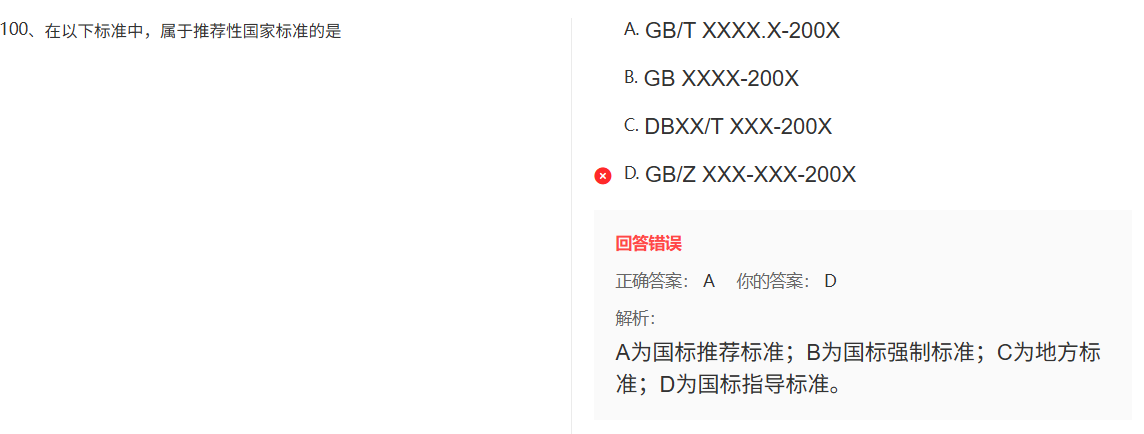 100、在以下标准中，属于推荐性国家标准的是
A. GB/T XXXX.X-200X
B. GB XXXX-200X
C. DBXX/T XXX-200X
D. GB/Z XXX-XXX-200X
回答错误
正确答案： A 你的答案： D
解析：
A为国标推荐标准；B为国标强制标准；C为地方标
准；D为国标指导标准。